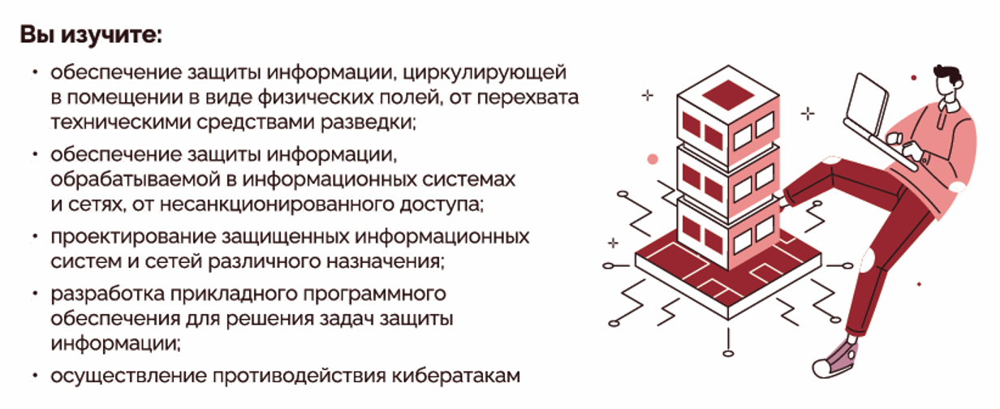 Вы изучите:
• обеспечение защиты информации, циркулирующей
в помещении в виде физических полей, от перехвата
техническими средствами разведки;
• обеспечение защиты информации,
обрабатываемой в информационных системах
и сетях, от несанкционированного доступа;
• проектирование защищенных информационных
систем и сетей различного назначения;
• разработка прикладного программного
обеспечения для решения задач защиты
информации;
• осуществление противодействия кибератакам